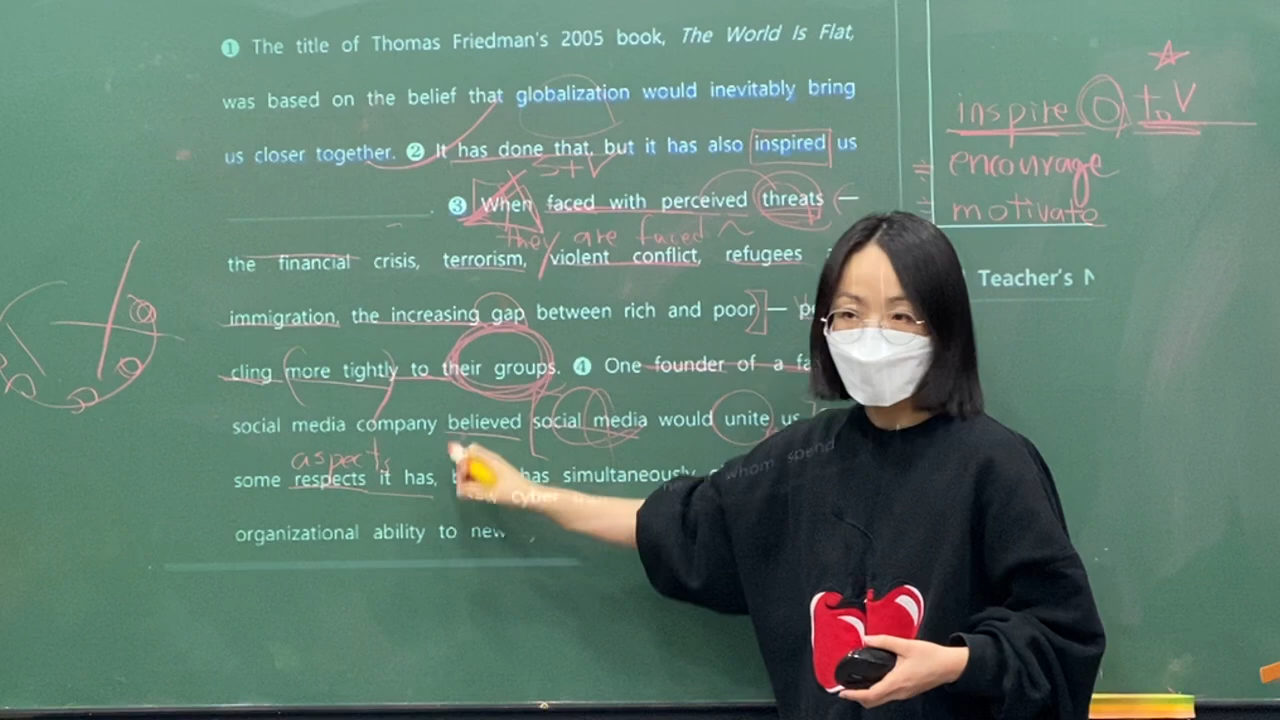 ❶ The title of Thomas Friedman's 2005 book, The World Is Flat,
was based on the belief that globalization would inevitably bring
us closer together. ❷ It has done that, but it has also inspired us
S+V
. ❸ When faced with perceived threats —
they are faced ~
the financial crisis, terrorism, violent conflict, refugees
immigration, the increasing gap between rich and poor — 
cling more tightly to their groups. ❹ One founder of a
social media company believed social media would unite us
aspects
some respects it has, has simultaneously
whom spend
cyber
organizational ability to new
☆
inspire O to V
encourage
motivate
Teacher's N